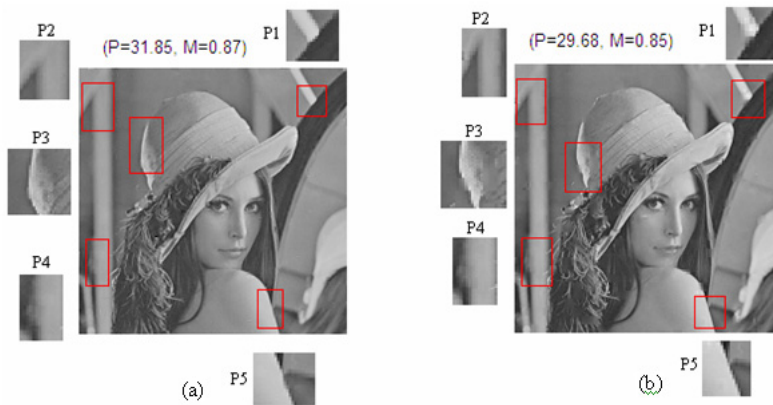 P2
(P=31.85, M=0.87)
P1
P3
P4
P5
(a)
P2
(P=29.68, M=0.85)
P1
P3
P4
P5
(b)